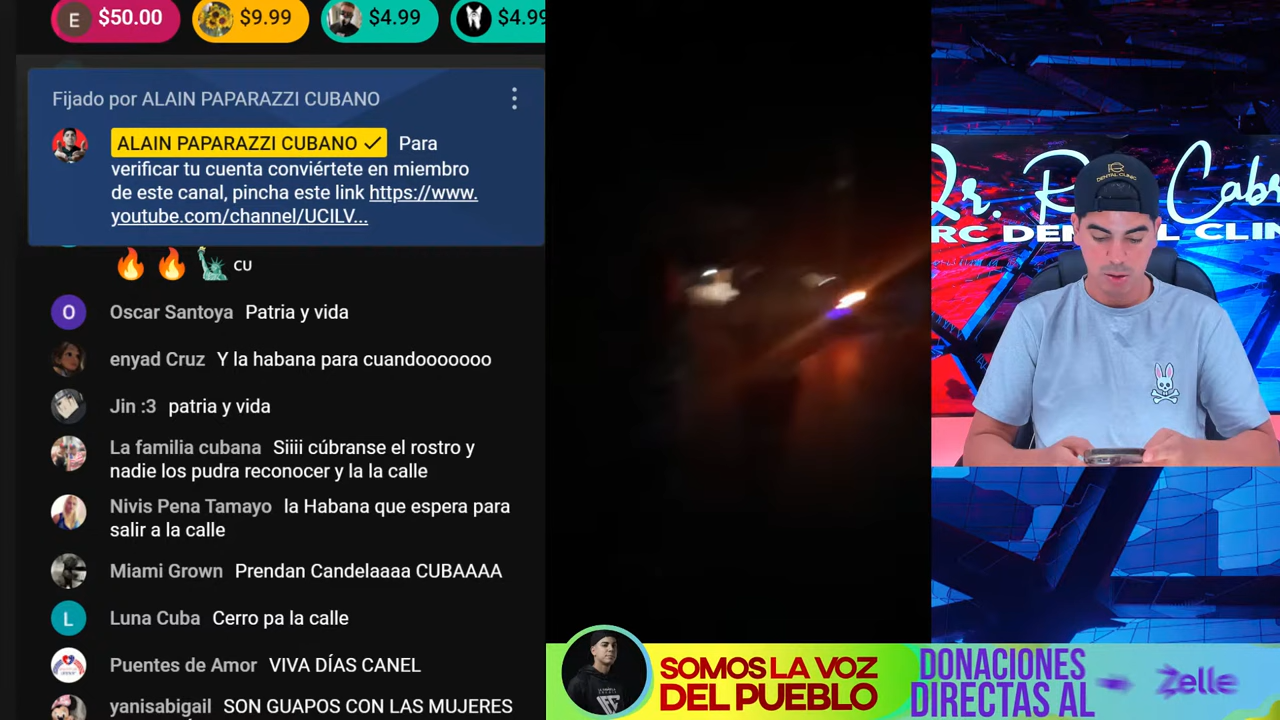 E $50.00 $9.99 $4.99 $4.99
Fijado por ALAIN PAPARAZZI CUBANO
ALAIN PAPARAZZI CUBANO Para
verificar tu cuenta conviértete en miembro
de este canal, pincha este link https://www.
youtube.com/channel/UCILV...
CU
O Oscar Santoya Patria y vida
enyad Cruz Y la habana para cuandooooooo
Jin :3 patria y vida
La familia cubana Siiii cúbranse el rostro y
nadie los pudra reconocer y la la calle
Nivis Pena Tamayo la Habana que espera para
salir a la calle
Miami Grown Prendan Candelaaaa CUBAAAA
L Luna Cuba Cerro pa la calle
Puentes de Amor VIVA DÍAS CANEL
yanisabigail SON GUAPOS CON LAS MUJERES
DENTAL CLINIC
Dr. R Cabr
RC DEN L CLIN
SOMOS LA VOZ
DEL PUEBLO
DONACIONES
DIRECTAS AL
Zelle